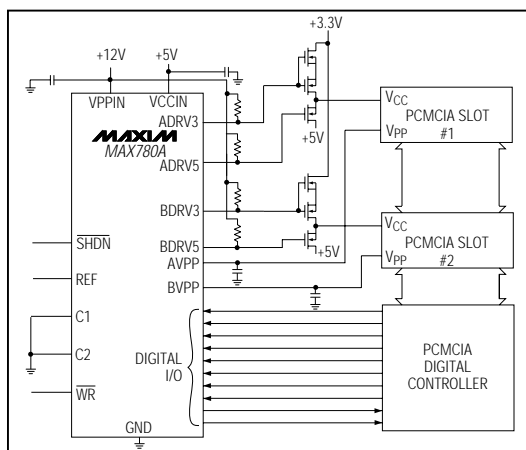 +3.3V
+12V
+5V
VPPIN
VCCIN
MAXIM
MAX780A
ADRV3
ADRV5
BDRV3
BDRV5
AVPP
BVPP
+5V
+5V
VCC
VPP
PCMCIA SLOT
#1
VCC
VPP
PCMCIA SLOT
#2
SHDN
REF
C1
C2
WR
GND
DIGITAL
I/O
PCMCIA
DIGITAL
CONTROLLER